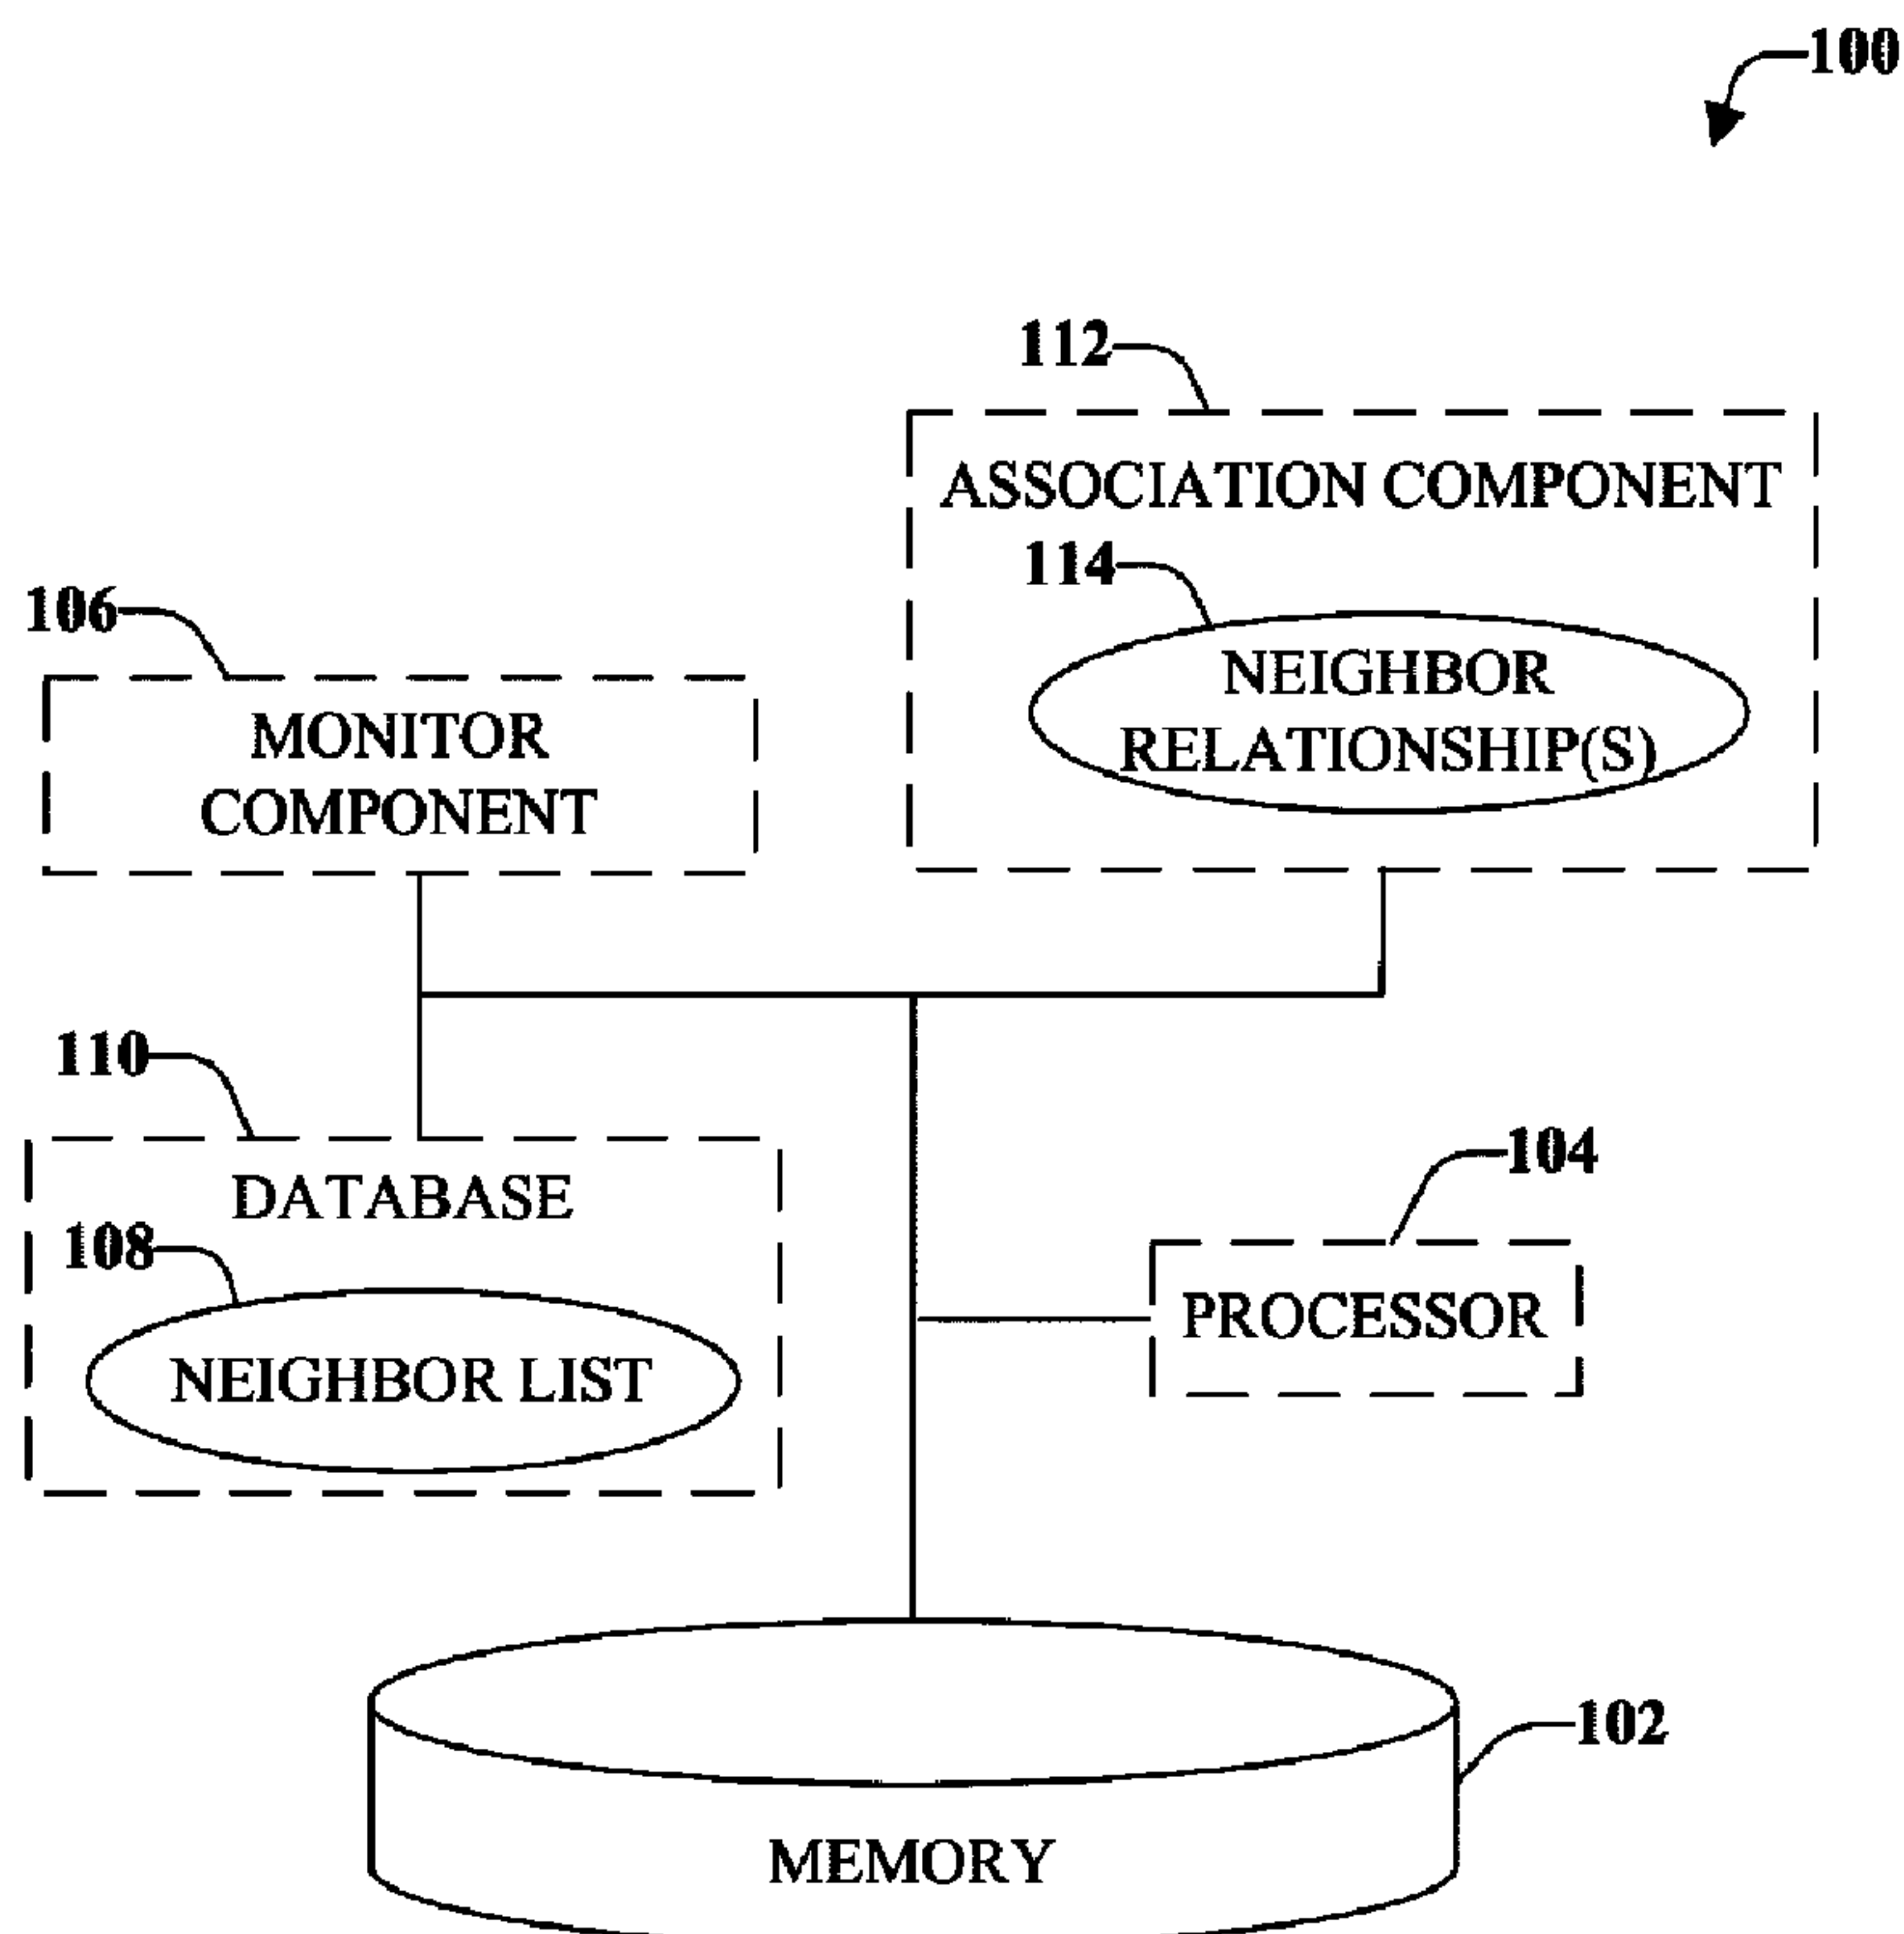 100
112
ASSOCIATION COMPONENT
114
NEIGHBOR
RELATIONSHIP(S)
106
MONITOR
COMPONENT
110
DATABASE
108
NEIGHBOR LIST
104
PROCESSOR
102
MEMORY